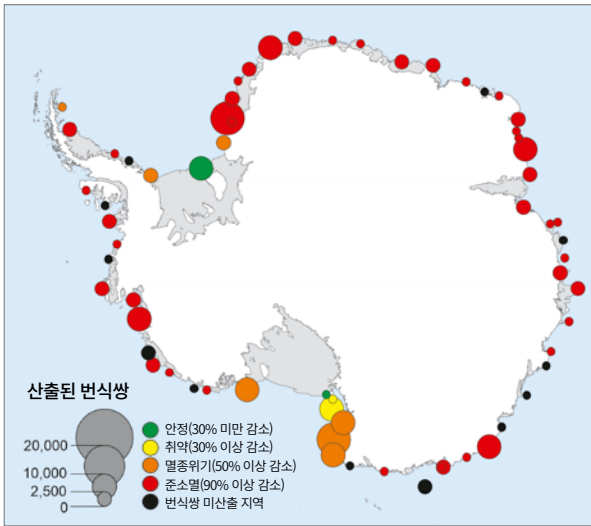 산출된 번식쌍
20,000
10,000
2,500
0
안정(30% 미만 감소)
취약(30% 이상 감소)
멸종위기(50% 이상 감소)
준소멸(90% 이상 감소)
번식쌍 미산출 지역